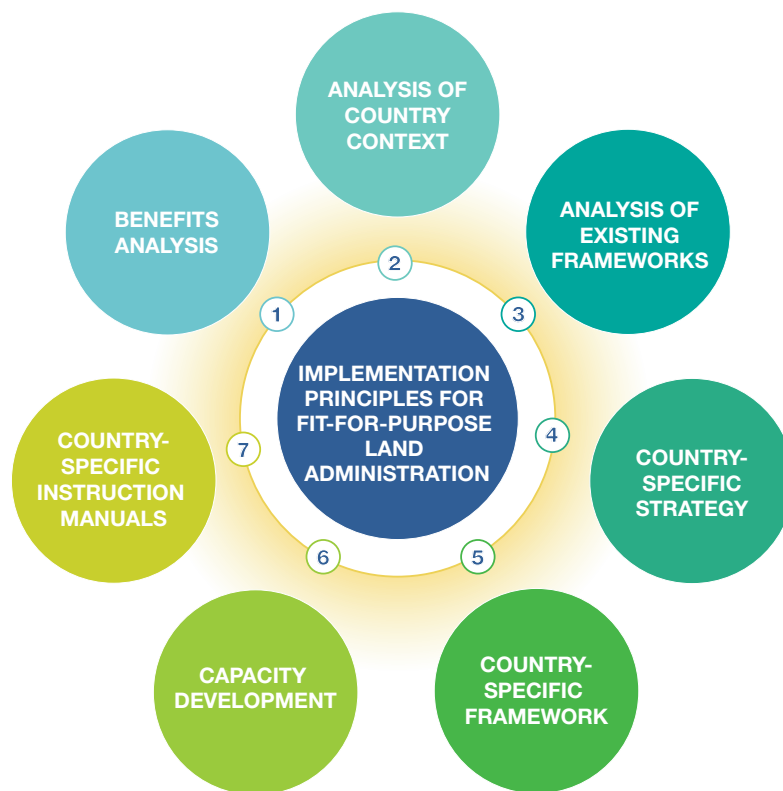 ANALYSIS OF
COUNTRY
CONTEXT
BENEFITS
ANALYSIS
ANALYSIS OF
EXISTING
FRAMEWORKS
2
1
3
IMPLEMENTATION
PRINCIPLES FOR
FIT-FOR-PURPOSE
LAND
ADMINISTRATION
COUNTRY-
SPECIFIC
INSTRUCTION
MANUALS
7
4
COUNTRY-
SPECIFIC
STRATEGY
6
5
CAPACITY
DEVELOPMENT
COUNTRY-
SPECIFIC
FRAMEWORK